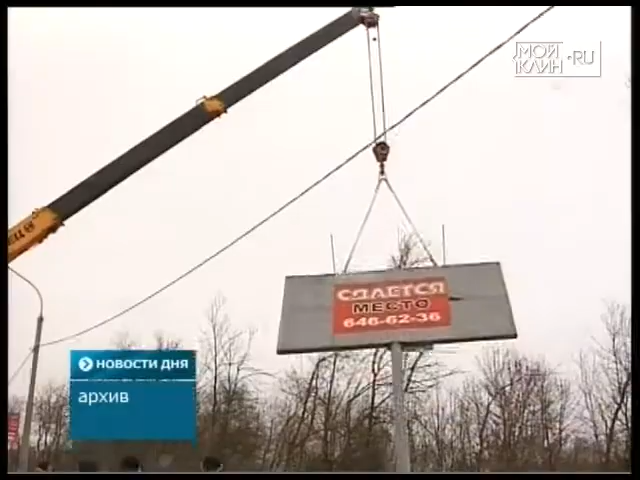 МОЙ
КЛИН
.RU
СДАЕТСЯ
МЕСТО
646-62-36
НОВОСТИ ДНЯ
архив